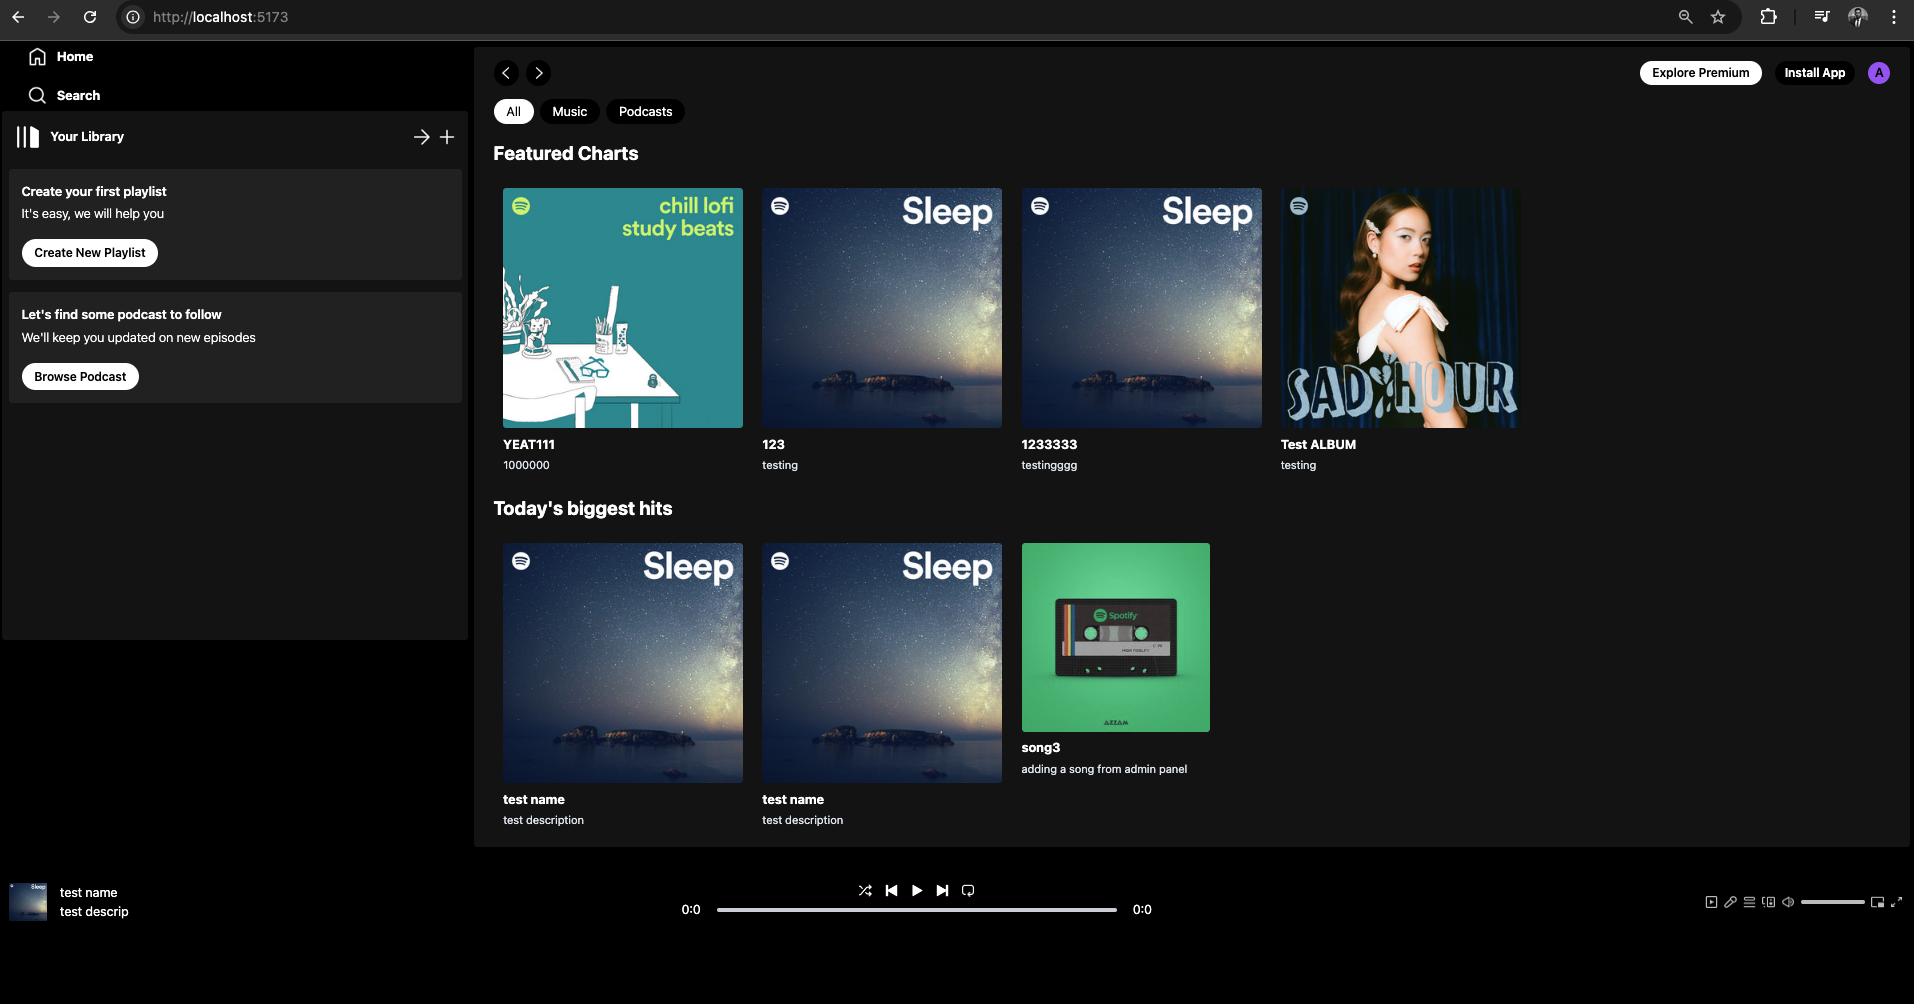 http://localhost:5173
Home
Search
Your Library
Create your first playlist
It's easy, we will help you
Create New Playlist
Let's find some podcast to follow
We'll keep you updated on new episodes
Browse Podcast
Explore Premium
Install App
A
All
Music
Podcasts
Featured Charts
chill lofi
study beats
YEAT111
1000000
Sleep
123
testing
Sleep
1233333
testingggg
SAD HOUR
Test ALBUM
testing
Today's biggest hits
Sleep
test name
test description
Sleep
test name
test description
Spotify
HIGH FIDELITY
AZZAM
song3
adding a song from admin panel
Sleep
test name
test descrip
0:0
0:0